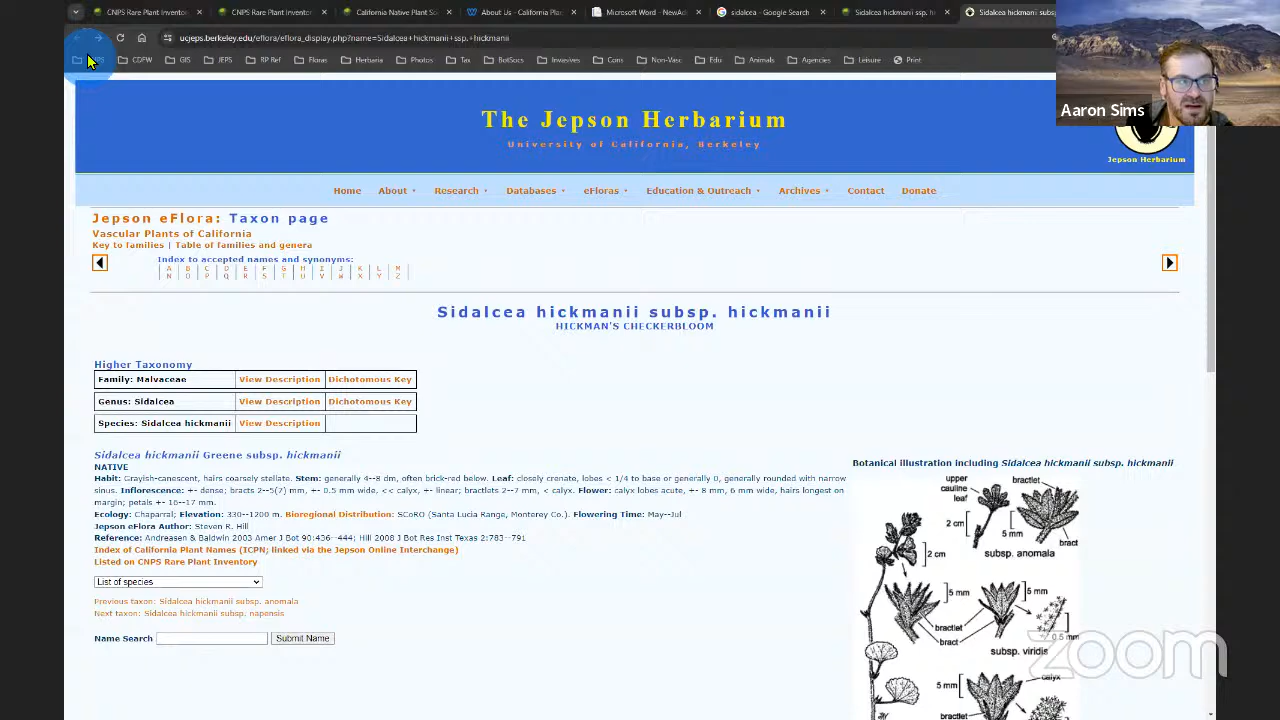 CNPS Rare Plant Inventor
CNPS Rare Plant Inventor
California Native Plant So
About Us - California Pla
Microsoft Word - NewAd
sidalcea - Google Search
Sidalcea hickmanii ssp. h
Sidalcea hickmanii subs
ucjeps.berkeley.edu/eflora/eflora_display.php?name=Sidalcea+hickmanii+ssp.+hickmanii
CDFW
GIS
JEPS
RP Ref
Floras
Herbaria
Photos
Tax
BotSocs
Invasives
Cons
Non-Vasc
Edu
Animals
Agencies
Leisure
Print
Aaron Sims
The Jepson Herbarium
University of California, Berkeley
Jepson Herbarium
Home
About
Research
Databases
eFloras
Education & Outreach
Archives
Contact
Donate
Jepson eFlora: Taxon page
Vascular Plants of California
Key to families | Table of families and genera
Index to accepted names and synonyms:
| A | B | C | D | E | F | G | H | I | J | K | L | M |
| N | O | P | Q | R | S | T | U | V | W | X | Y | Z |
Sidalcea hickmanii subsp. hickmanii
HICKMAN'S CHECKERBLOOM
Higher Taxonomy
Family: Malvaceae View Description Dichotomous Key
Genus: Sidalcea View Description Dichotomous Key
Species: Sidalcea hickmanii View Description
Sidalcea hickmanii Greene subsp. hickmanii
NATIVE
Habit: Grayish-canescent, hairs coarsely stellate. Stem: generally 4--8 dm, often brick-red below. Leaf: closely crenate, lobes < 1/4 to base or generally 0, generally rounded with narrow
sinus. Inflorescence: +- dense; bracts 2--5(7) mm, +- 0.5 mm wide, << calyx, +- linear; bractlets 2--7 mm, < calyx. Flower: calyx lobes acute, +- 8 mm, 6 mm wide, hairs longest on
margin; petals +- 16--17 mm.
Ecology: Chaparral; Elevation: 330--1200 m. Bioregional Distribution: SCoRO (Santa Lucia Range, Monterey Co.). Flowering Time: May--Jul
Jepson eFlora Author: Steven R. Hill
Reference: Andreasen & Baldwin 2003 Amer J Bot 90:436--444; Hill 2008 J Bot Res Inst Texas 2:783--791
Index of California Plant Names (ICPN; linked via the Jepson Online Interchange)
Listed on CNPS Rare Plant Inventory
List of species
Previous taxon: Sidalcea hickmanii subsp. anomala
Next taxon: Sidalcea hickmanii subsp. napensis
Name Search
Submit Name
Botanical illustration including Sidalcea hickmanii subsp. hickmanii
upper
cauline
leaf
bractlet
2 cm
5 mm
bract
subsp. anomala
2 cm
5 mm
5 mm
bractlet
bract
0.5 mm
subsp. viridis
calyx
5 mm
bractlet
zoom